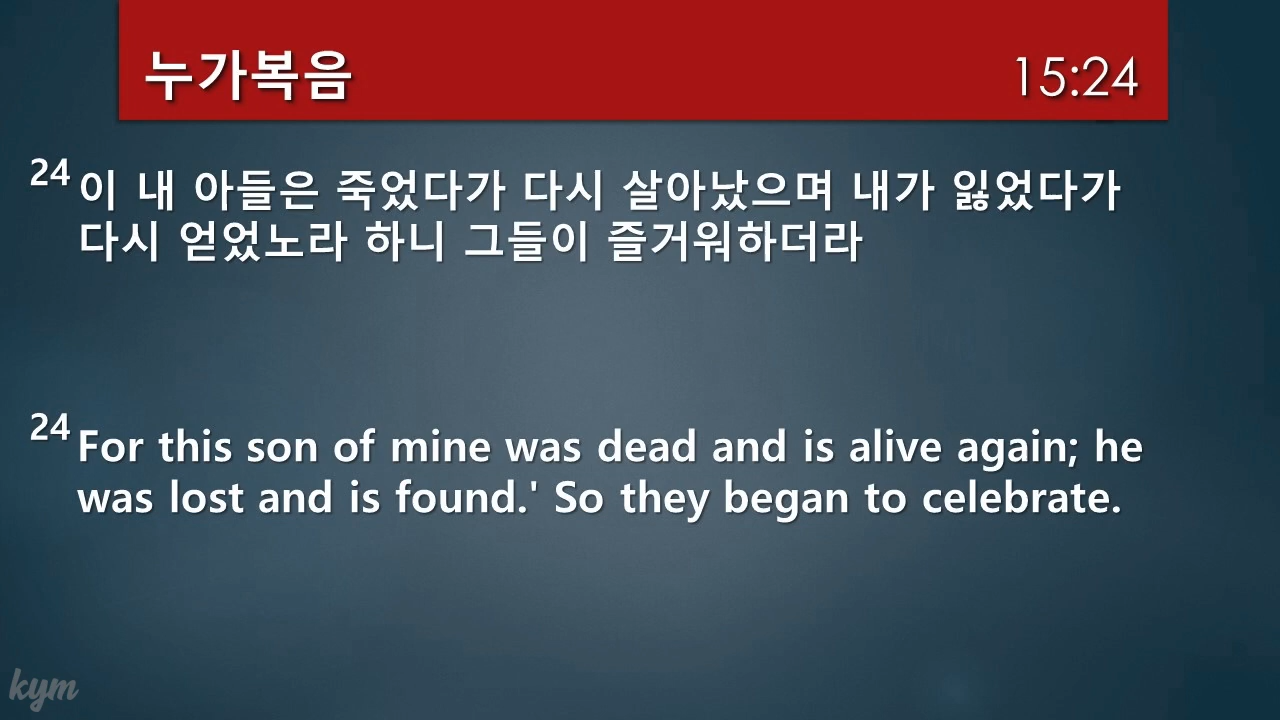 누가복음 15:24
24 이 내 아들은 죽었다가 다시 살아났으며 내가 잃었다가
다시 얻었노라 하니 그들이 즐거워하더라
24 For this son of mine was dead and is alive again; he
was lost and is found.' So they began to celebrate.
kym